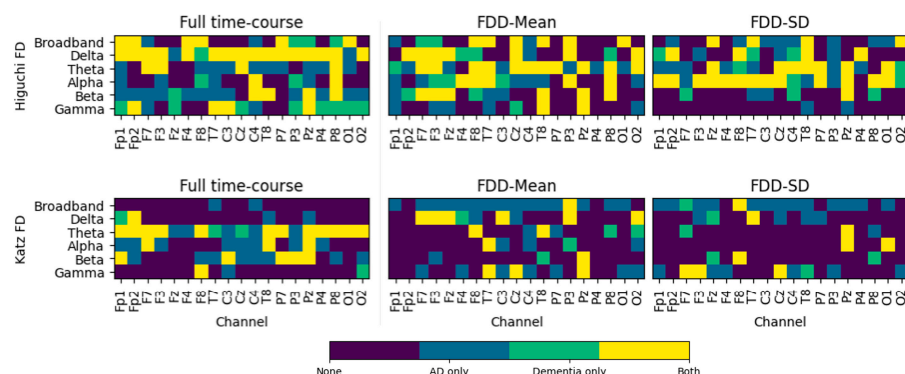 Full time-course FDD-Mean FDD-SD
Higuchi FD
Broadband
Delta
Theta
Alpha
Beta
Gamma
Fp1 Fp2 F7 F3 Fz F4 F8 T7 C3 Cz C4 T8 P7 P3 Pz P4 P8 O1 O2
Fp1 Fp2 F7 F3 Fz F4 F8 T7 C3 Cz C4 T8 P7 P3 Pz P4 P8 O1 O2
Fp1 Fp2 F7 F3 Fz F4 F8 T7 C3 Cz C4 T8 P7 P3 Pz P4 P8 O1 O2
Full time-course FDD-Mean FDD-SD
Katz FD
Broadband
Delta
Theta
Alpha
Beta
Gamma
Fp1 Fp2 F7 F3 Fz F4 F8 T7 C3 Cz C4 T8 P7 P3 Pz P4 P8 O1 O2
Fp1 Fp2 F7 F3 Fz F4 F8 T7 C3 Cz C4 T8 P7 P3 Pz P4 P8 O1 O2
Fp1 Fp2 F7 F3 Fz F4 F8 T7 C3 Cz C4 T8 P7 P3 Pz P4 P8 O1 O2
Channel Channel Channel
None AD only Dementia only Both